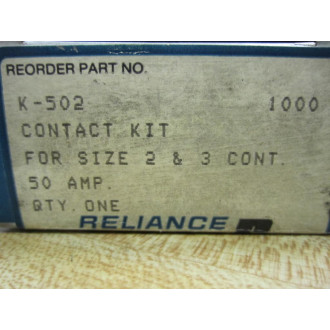 REORDER PART NO.
K-502 1000
CONTACT KIT
FOR SIZE 2 & 3 CONT.
50 AMP.
QTY. ONE
RELIANCE